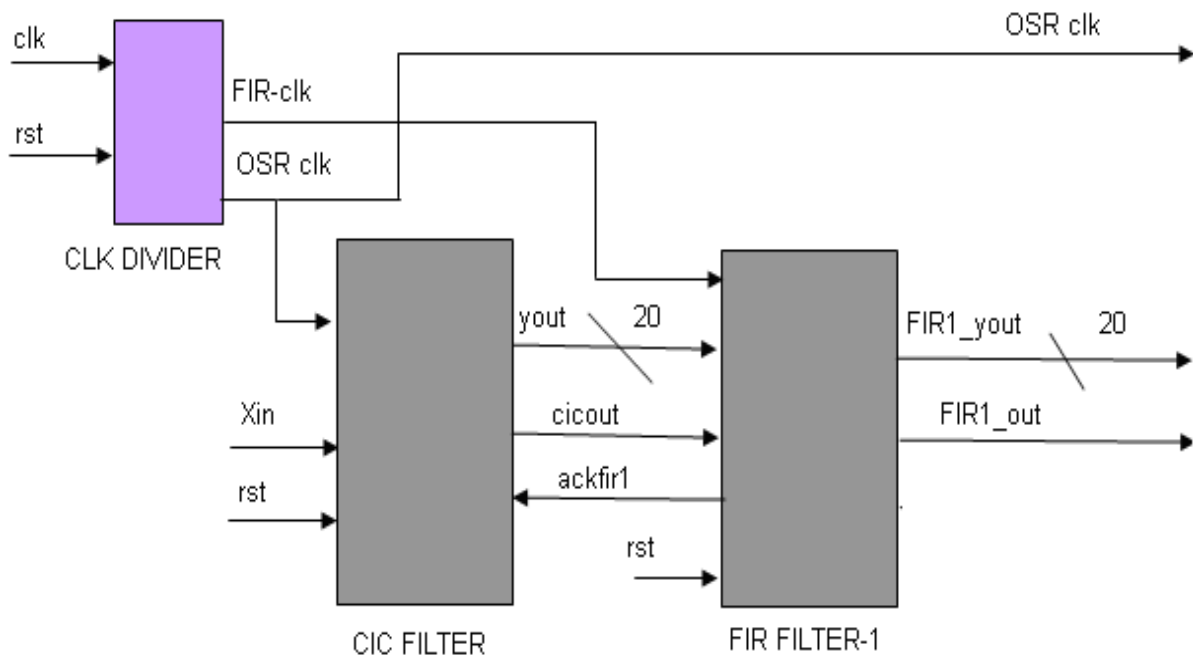 OSR clk
clk
FIR-clk
rst
OSR clk
CLK DIVIDER
yout 20
FIR1_yout 20
Xin
cicout
FIR1_out
ackfir1
rst
rst
CIC FILTER
FIR FILTER-1